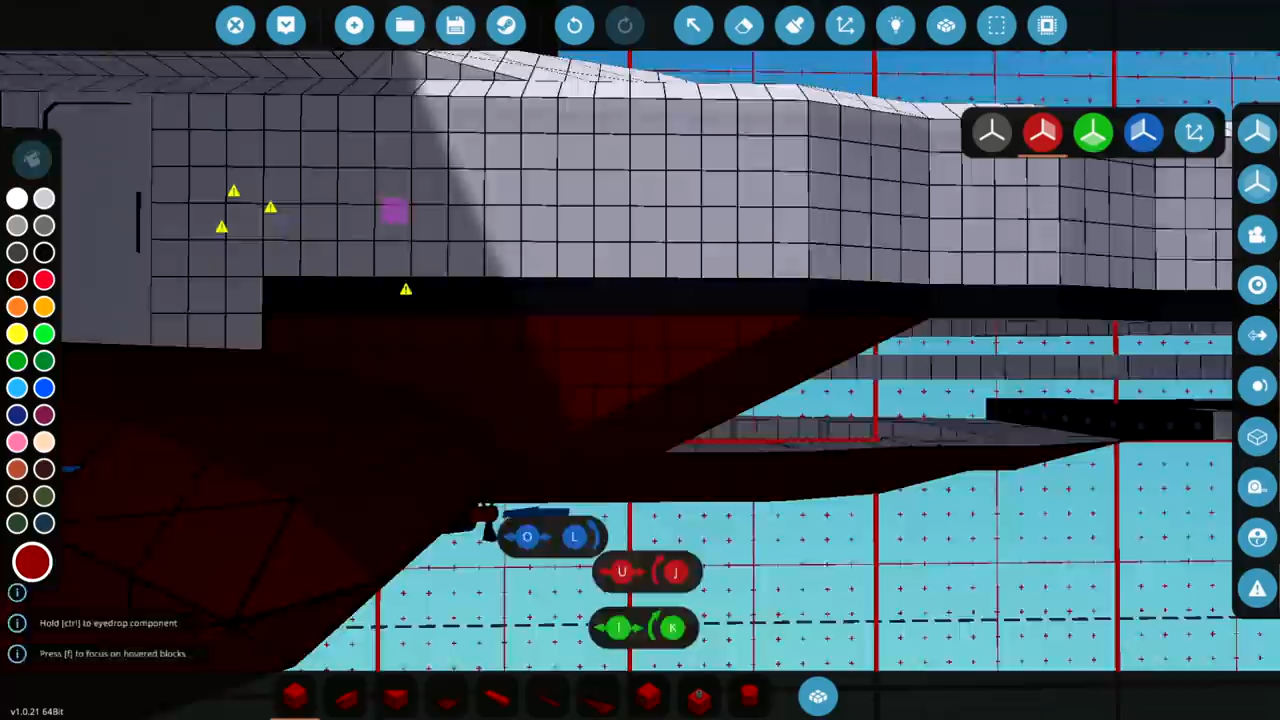 O L
U J
I K
Hold [ctrl] to eyedrop component
Press [f] to focus on hovered blocks
v1.0.21 64Bit